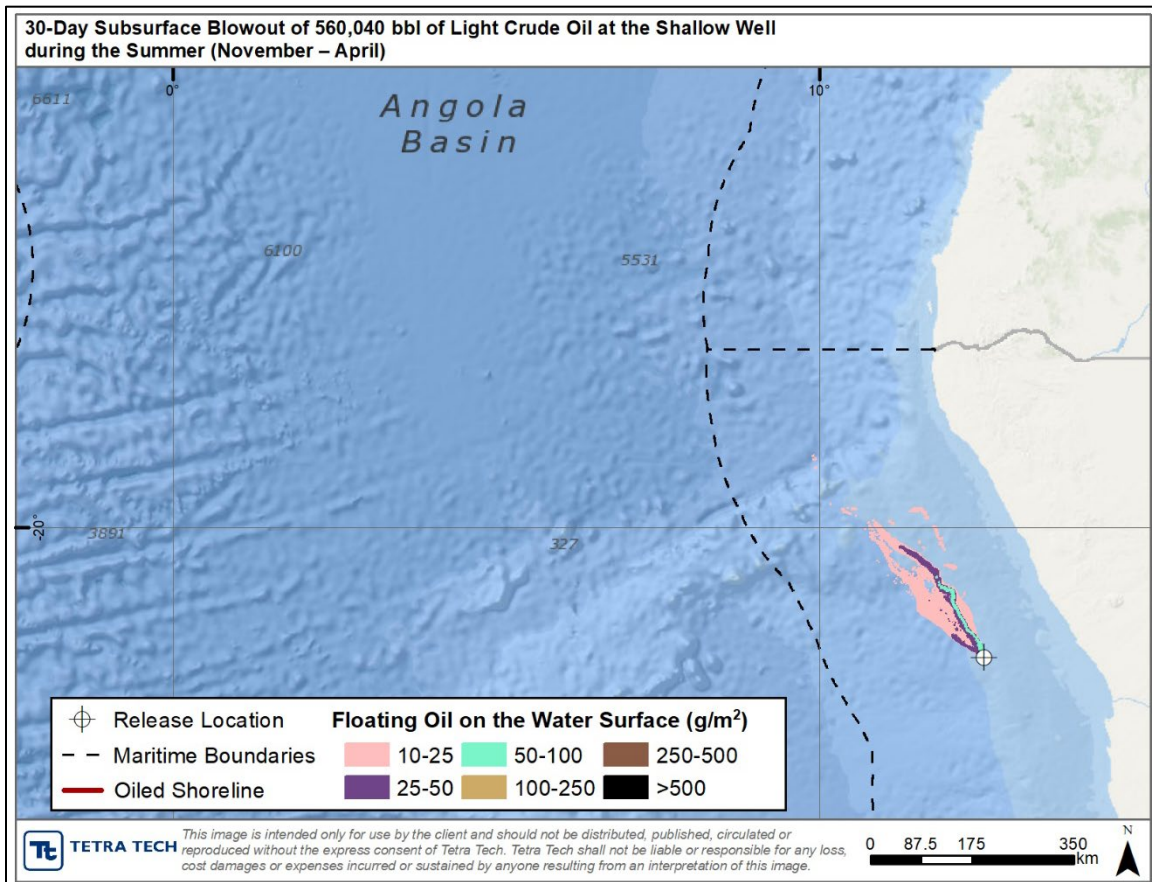 30-Day Subsurface Blowout of 560,040 bbl of Light Crude Oil at the Shallow Well
during the Summer (November – April)
0°
10°
6611
Angola
Basin
6100
5531
-20°
3891
327
Release Location
Maritime Boundaries
Oiled Shoreline
Floating Oil on the Water Surface (g/m²)
10-25
50-100
250-500
25-50
100-250
>500
Tt
TETRA TECH
This image is intended only for use by the client and should not be distributed, published, circulated or
reproduced without the express consent of Tetra Tech. Tetra Tech shall not be liable or responsible for any loss,
cost damages or expenses incurred or sustained by anyone resulting from an interpretation of this image.
0 87.5 175 350
km
N